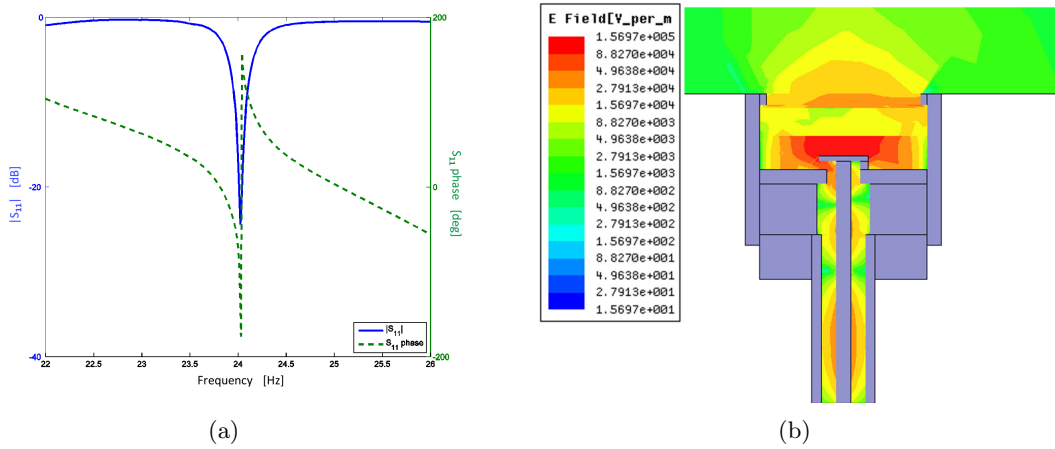 0
200
-20
0
-40
-200
|S₁₁| [dB]
S₁₁ phase [deg]
|S₁₁|
S₁₁ phase
22
22.5
23
23.5
24
24.5
25
25.5
26
Frequency [Hz]
(a)
E Field[Y_per_m
1.5697e+005
8.8270e+004
4.9638e+004
2.7913e+004
1.5697e+004
8.8270e+003
4.9638e+003
2.7913e+003
1.5697e+003
8.8270e+002
4.9638e+002
2.7913e+002
1.5697e+002
8.8270e+001
4.9638e+001
2.7913e+001
1.5697e+001
(b)